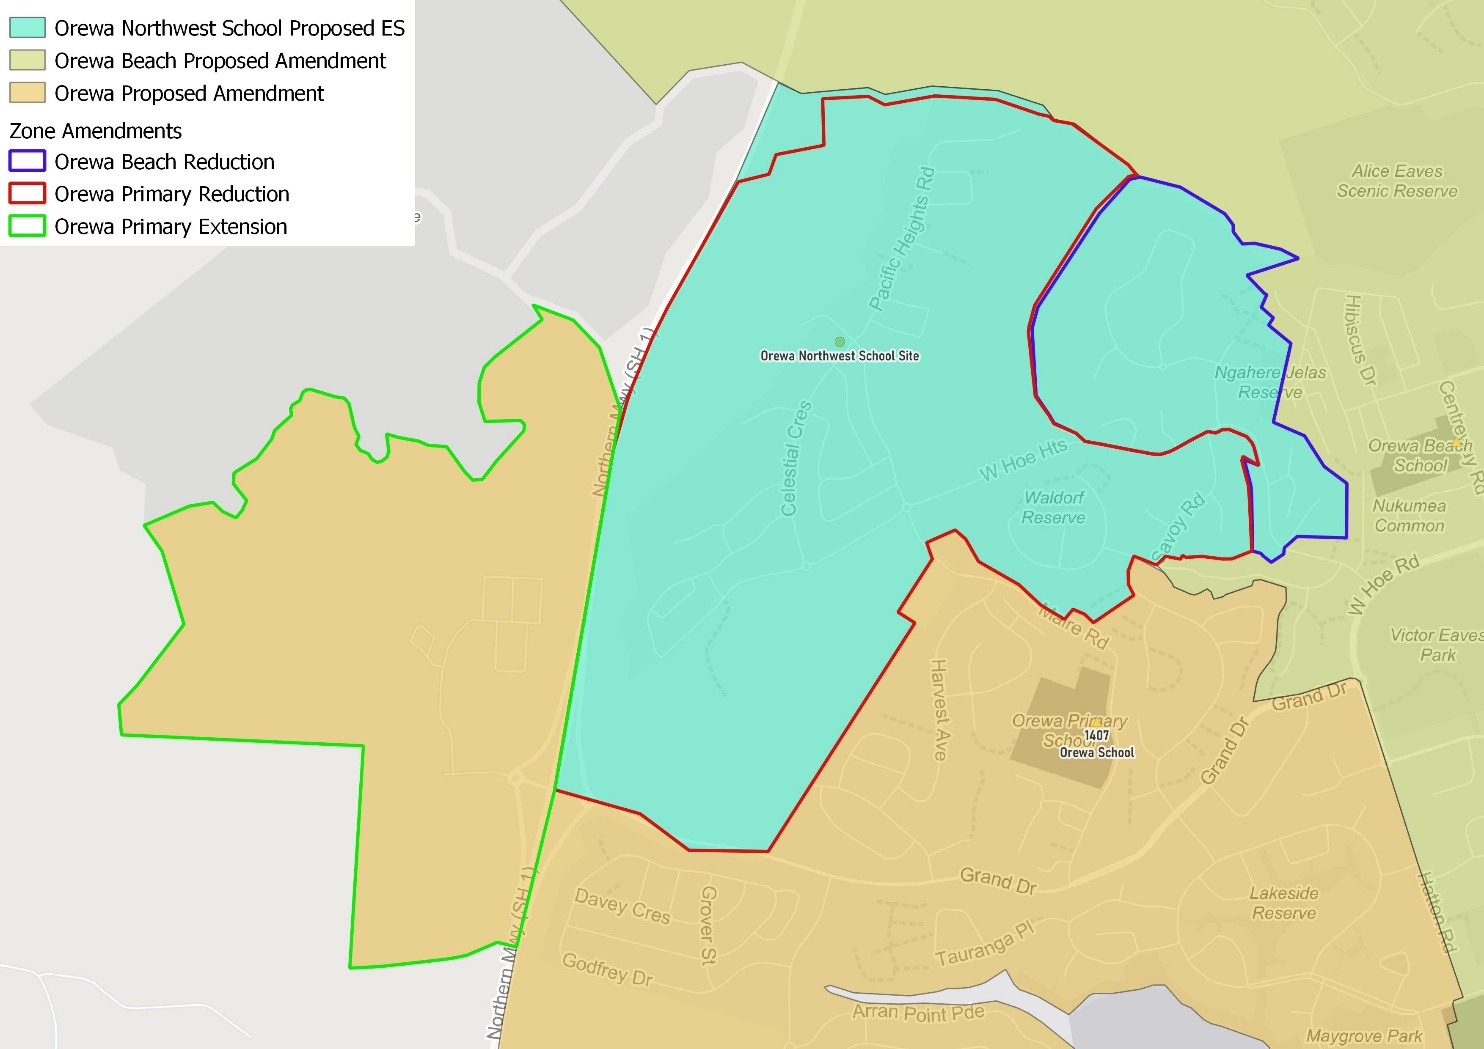 Orewa Northwest School Proposed ES
Orewa Beach Proposed Amendment
Orewa Proposed Amendment
Zone Amendments
Orewa Beach Reduction
Orewa Primary Reduction
Orewa Primary Extension
e
Alice Eaves
Scenic Reserve
Pacific Heights Rd
Hibiscus Dr
Northern Mwy (SH 1)
Orewa Northwest School Site
Ngahere Jelas
Reserve
Centreway Rd
Celestial Cres
W Hoe Hts
Orewa Beach
School
Waldorf
Reserve
Savoy Rd
Nukumea
Common
W Hoe Rd
Maire Rd
Victor Eaves
Park
Harvest Ave
Grand Dr
Orewa Primary
School
1407
Orewa School
Grand Dr
Grand Dr
Davey Cres
Grover St
Lakeside
Reserve
Hatton Rd
Northern Mwy (SH 1)
Tauranga Pl
Godfrey Dr
Arran Point Pde
Maygrove Park